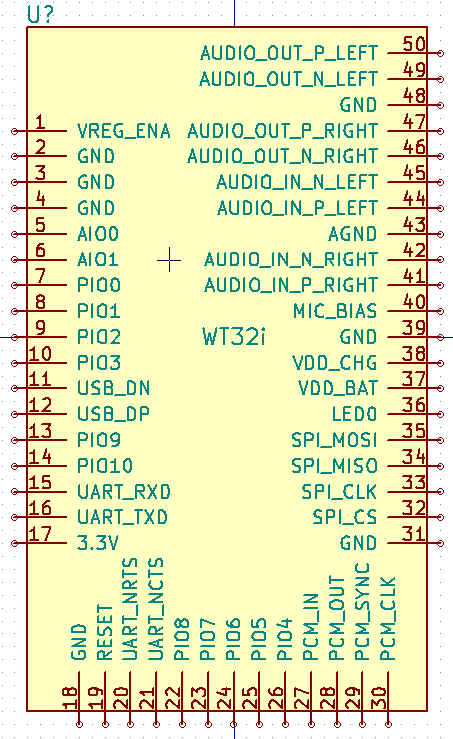 U?
50 AUDIO_OUT_P_LEFT
49 AUDIO_OUT_N_LEFT
48 GND
1 VREG_ENA AUDIO_OUT_P_RIGHT 47
2 GND AUDIO_OUT_N_RIGHT 46
3 GND AUDIO_IN_N_LEFT 45
4 GND AUDIO_IN_P_LEFT 44
5 AIO0 AGND 43
6 AIO1 AUDIO_IN_N_RIGHT 42
7 PIO0 AUDIO_IN_P_RIGHT 41
8 PIO1 MIC_BIAS 40
9 PIO2 WT32i GND 39
10 PIO3 VDD_CHG 38
11 USB_DN VDD_BAT 37
12 USB_DP LED0 36
13 PIO9 SPI_MOSI 35
14 PIO10 SPI_MISO 34
15 UART_RXD SPI_CLK 33
16 UART_TXD SPI_CS 32
17 3.3V GND 31
18 GND
19 RESET
20 UART_NRTS
21 UART_NCTS
22 PIO8
23 PIO7
24 PIO6
25 PIO5
26 PIO4
27 PCM_IN
28 PCM_OUT
29 PCM_SYNC
30 PCM_CLK